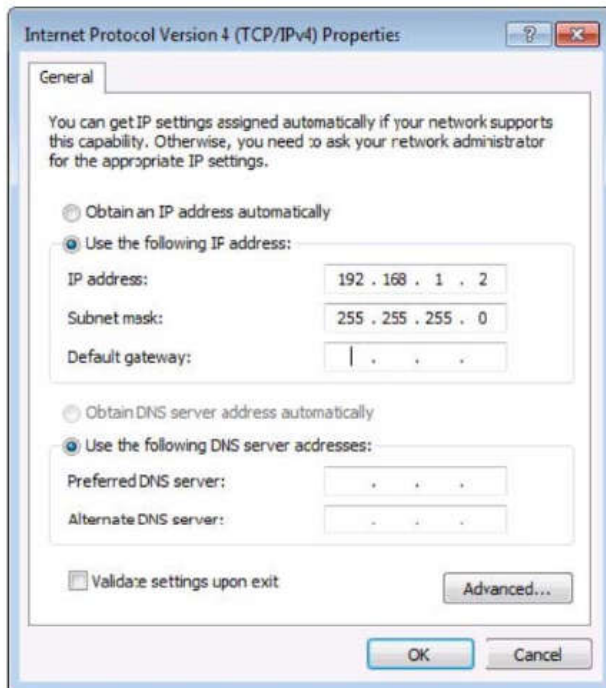 Internet Protocol Version 4 (TCP/IPv4) Properties
General
You can get IP settings assigned automatically if your network supports
this capability. Otherwise, you need to ask your network administrator
for the appropriate IP settings.
Obtain an IP address automatically
Use the following IF address:
IP address: 192 . 168 . 1 . 2
Subnet mask: 255 . 255 . 255 . 0
Default gateway: . . .
Obtain DNS server address automatically
Use the following DNS server addresses:
Preferred DNS server: . . .
Alternate DNS server: . . .
Validate settings upon exit
Advanced...
OK Cancel